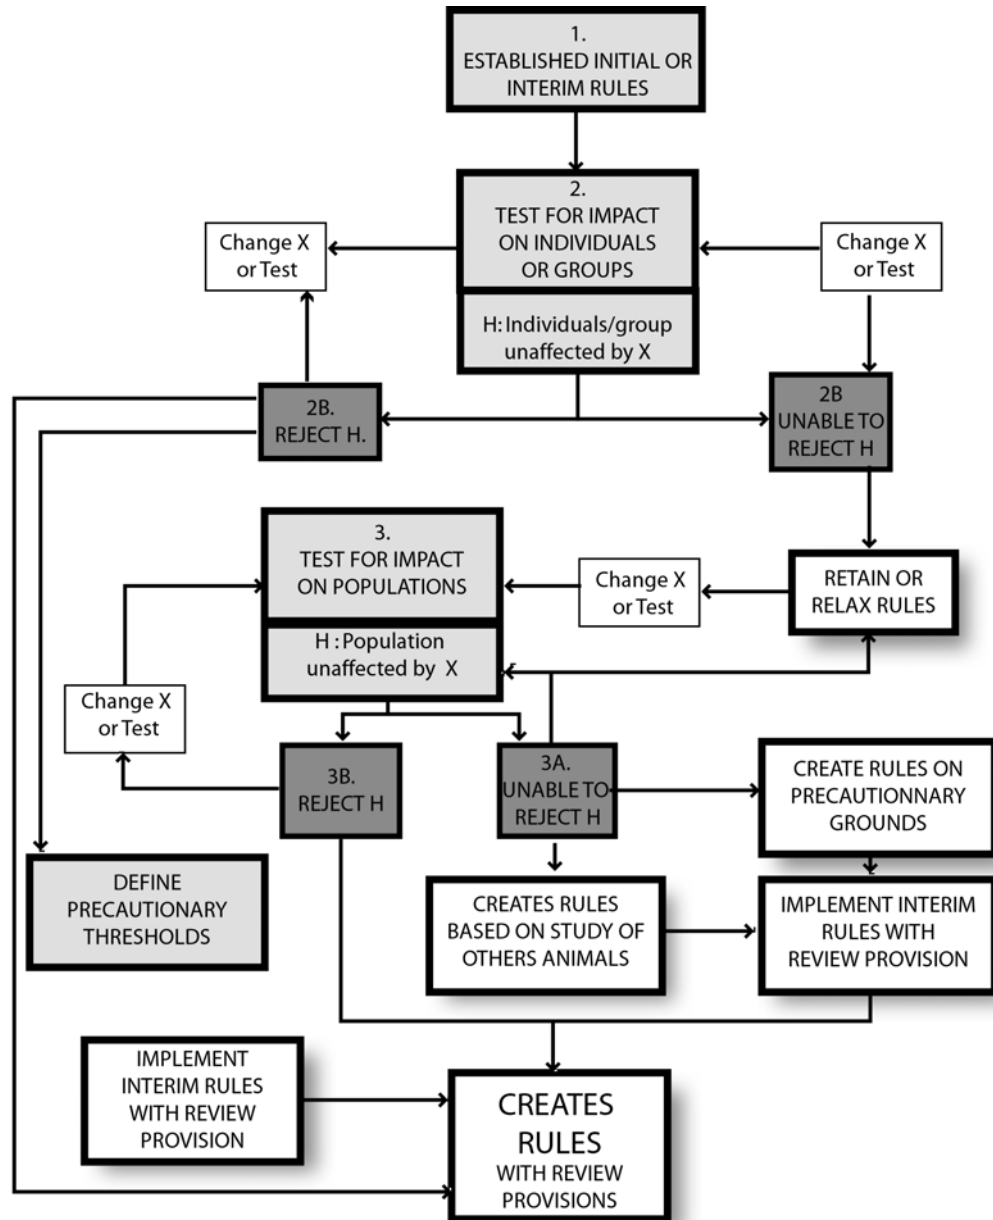 1.
ESTABLISHED INITIAL OR
INTERIM RULES
2.
TEST FOR IMPACT
ON INDIVIDUALS
OR GROUPS
Change X
or Test
Change X
or Test
H: Individuals/group
unaffected by X
2B.
REJECT H.
2B
UNABLE TO
REJECT H
3.
TEST FOR IMPACT
ON POPULATIONS
Change X
or Test
RETAIN OR
RELAX RULES
H : Population
unaffected by X
Change X
or Test
3B.
REJECT H
3A.
UNABLE TO
REJECT H
CREATE RULES ON
PRECAUTIONNARY
GROUNDS
DEFINE
PRECAUTIONARY
THRESHOLDS
CREATES RULES
BASED ON STUDY OF
OTHERS ANIMALS
IMPLEMENT INTERIM
RULES WITH
REVIEW PROVISION
IMPLEMENT
INTERIM RULES
WITH REVIEW
PROVISION
CREATES
RULES
WITH REVIEW
PROVISIONS